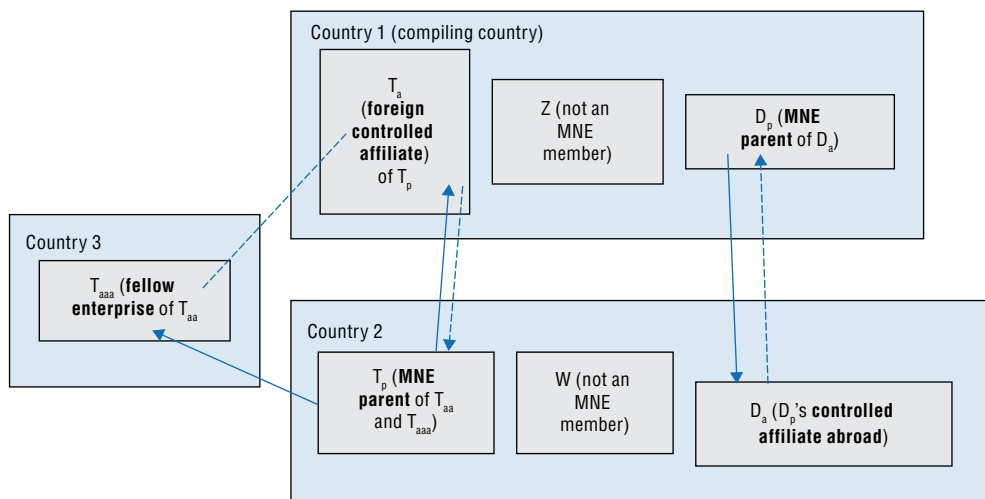 Country 1 (compiling country)
Tₐ
(foreign
controlled
affiliate)
of Tₚ
Z (not an
MNE
member)
Dₚ (MNE
parent of Dₐ)
Country 3
Tₐₐₐ (fellow
enterprise of Tₐₐ
Country 2
Tₚ (MNE
parent of Tₐₐ
and Tₐₐₐ)
W (not an
MNE
member)
Dₐ (Dₚ's controlled
affiliate abroad)